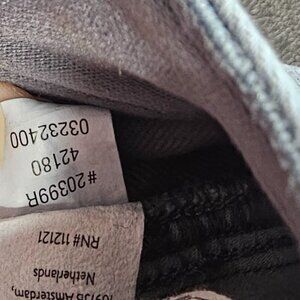 #20399R
42180
03232400
Amsterdam,
Netherlands
RN# 112121